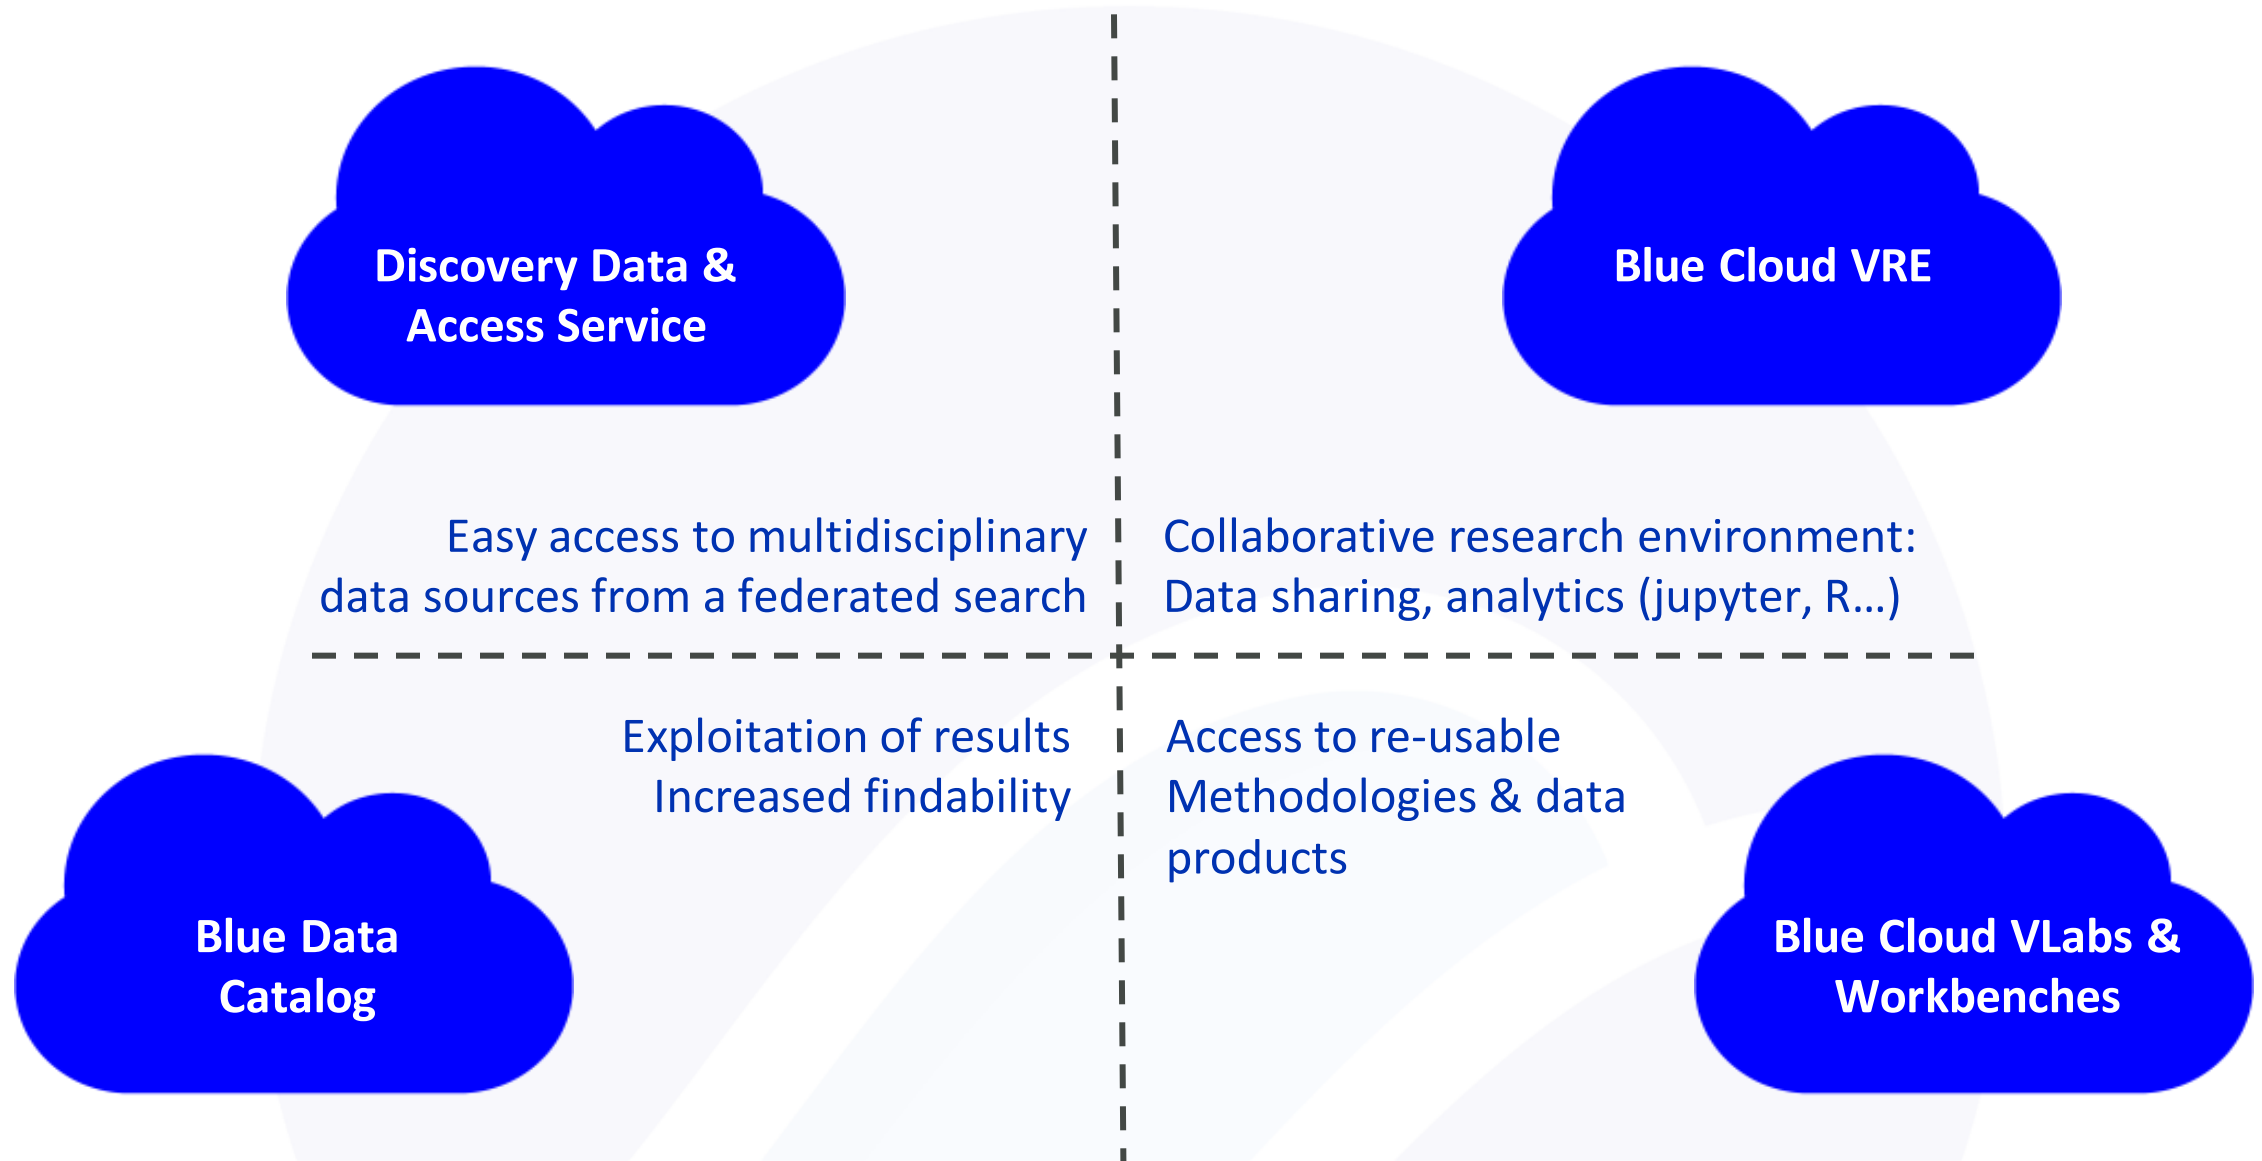 Discovery Data &
Access Service
Blue Cloud VRE
Easy access to multidisciplinary
data sources from a federated search
Collaborative research environment:
Data sharing, analytics (jupyter, R...)
Exploitation of results
Increased findability
Access to re-usable
Methodologies & data
products
Blue Data
Catalog
Blue Cloud VLabs &
Workbenches